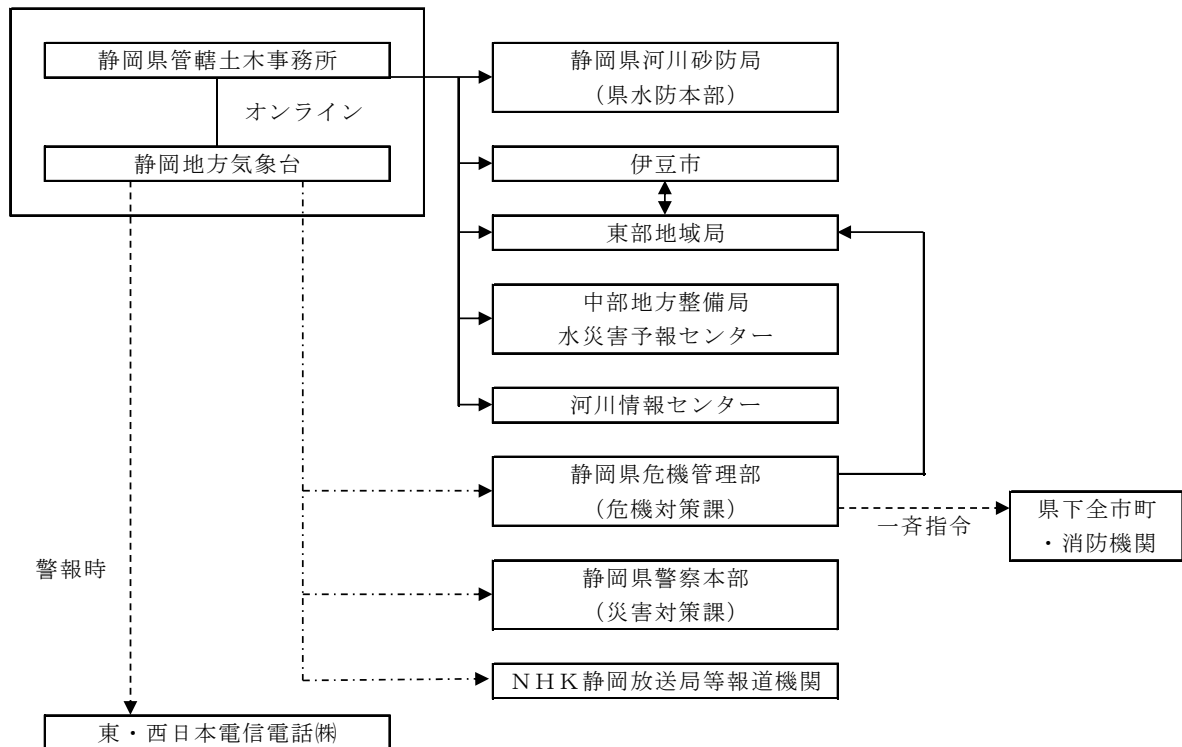 静岡県管轄土木事務所
オンライン
静岡地方気象台
静岡県河川砂防局
（県水防本部）
伊豆市
東部地域局
中部地方整備局
水災害予報センター
河川情報センター
静岡県危機管理部
（危機対策課）
一斉指令
県下全市町
・消防機関
警報時
静岡県警察本部
（災害対策課）
ＮＨＫ静岡放送局等報道機関
東・西日本電信電話㈱